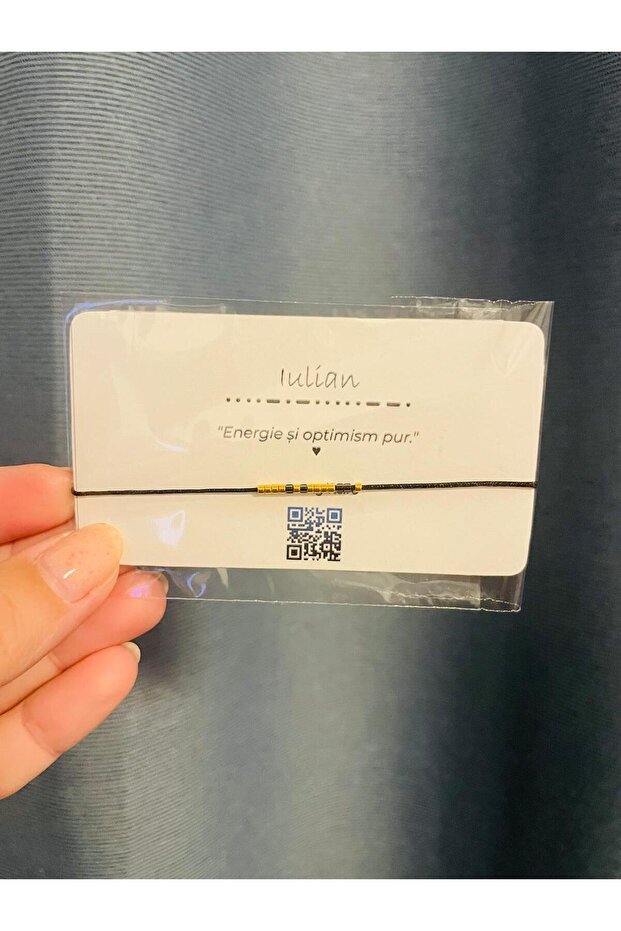 Iulian
"Energie și optimism pur."